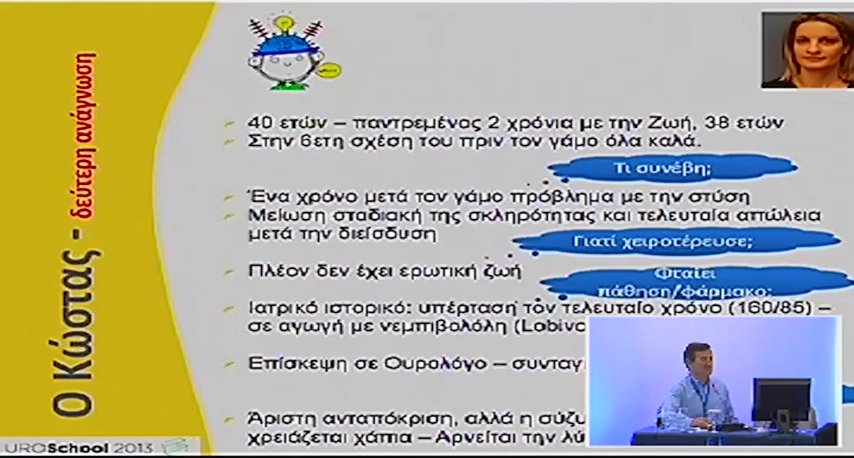 Ο Κώστας - δεύτερη ανάγνωση
40 ετών – παντρεμένος 2 χρόνια με την Ζωή, 38 ετών
Στην 6ετη σχέση του πριν τον γάμο όλα καλά.
Τι συνέβη;
Ένα χρόνο μετά τον γάμο πρόβλημα με την στύση
Μείωση σταδιακή της σκληρότητας και τελευταία απώλεια
μετά την διείσδυση
Γιατί χειροτέρευσε;
Πλέον δεν έχει ερωτική ζωή
Φταίει
πάθηση/φάρμακο;
Ιατρικό ιστορικό: υπέρταση τον τελευταίο χρόνο (160/85) –
σε αγωγή με νεμπιβολόλη
Επίσκεψη σε Ουρολόγο –
Άριστη ανταπόκριση, αλλά η
χρειάζεται χάπια – Αρνείται την
UROSchool 2013